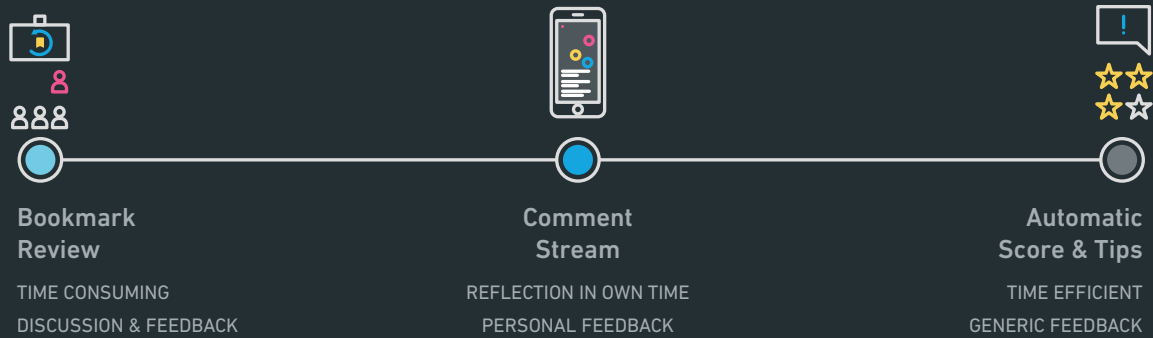 Bookmark
Review
TIME CONSUMING
DISCUSSION & FEEDBACK
Comment
Stream
REFLECTION IN OWN TIME
PERSONAL FEEDBACK
!
Automatic
Score & Tips
TIME EFFICIENT
GENERIC FEEDBACK